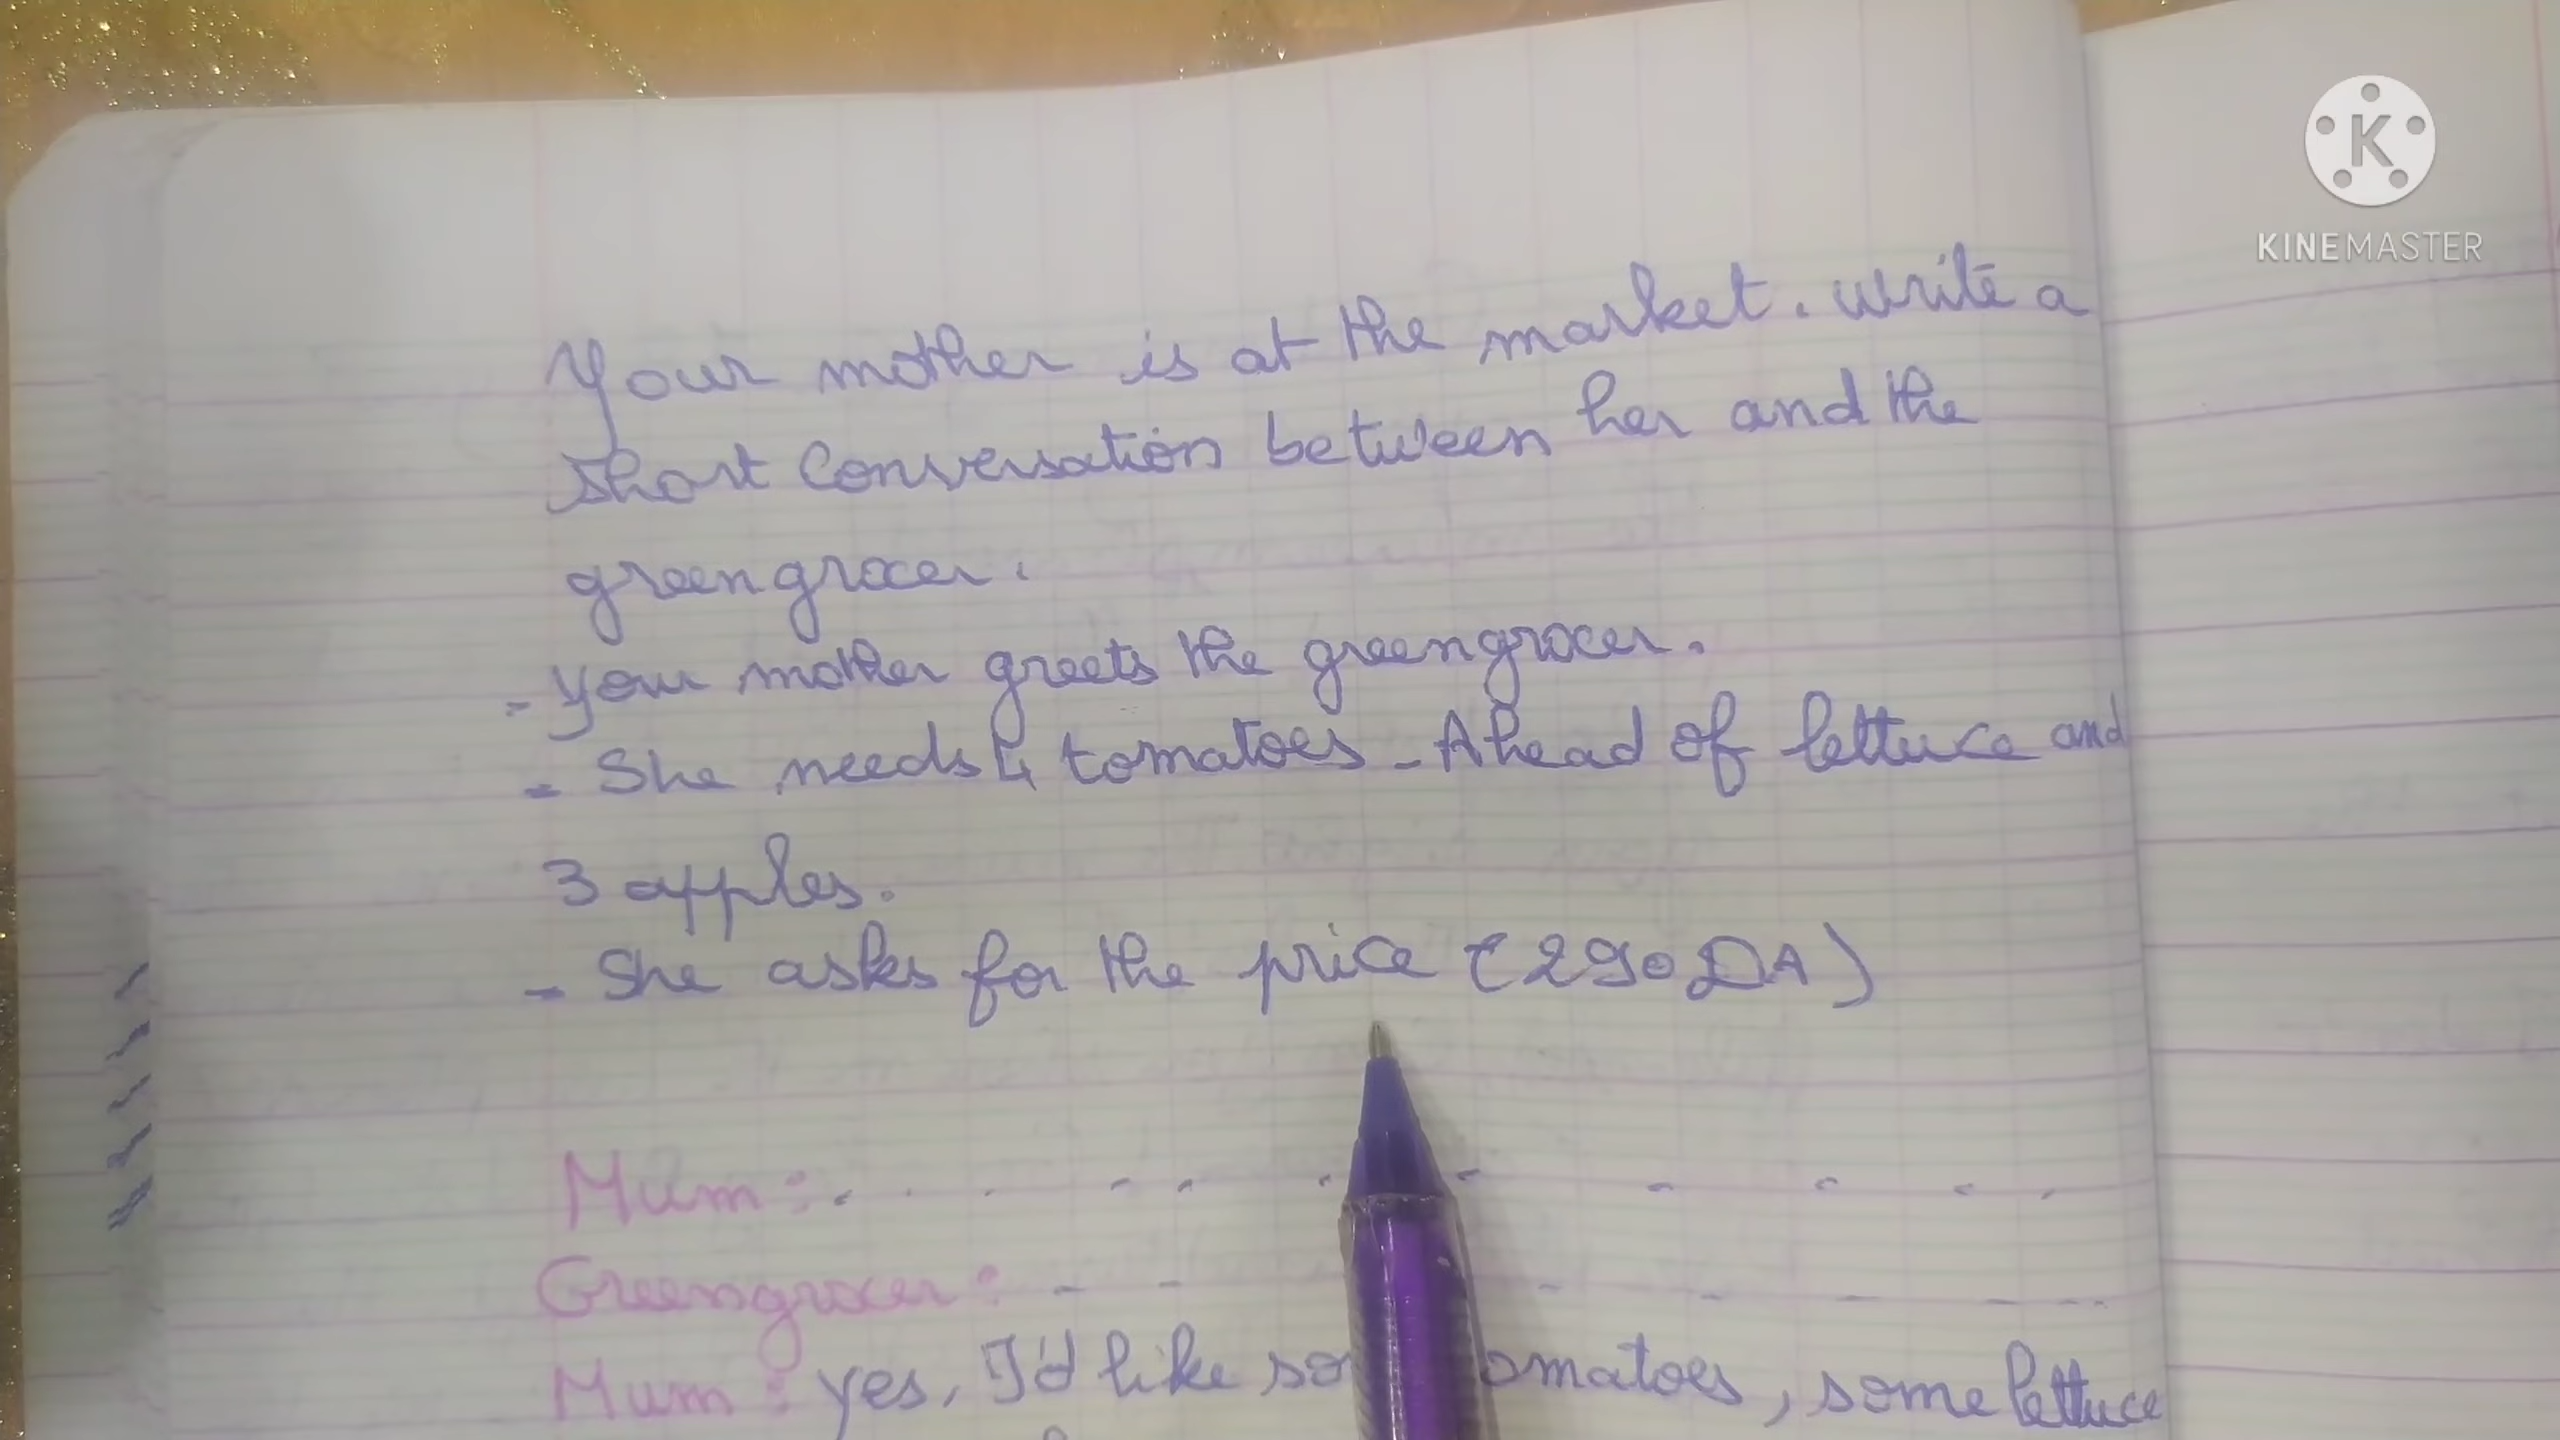 K
KINEMASTER
Your mother is at the market. write a
short Conversation between her and the
greengrocer.
- your mother greets the greengrocer.
- She needs 4 tomatoes - A head of lettuce and
3 apples.
- She asks for the price (290 DA)
Mum:
Greengrocer:
Mum: yes, I'd like so omatoes, some lettuce